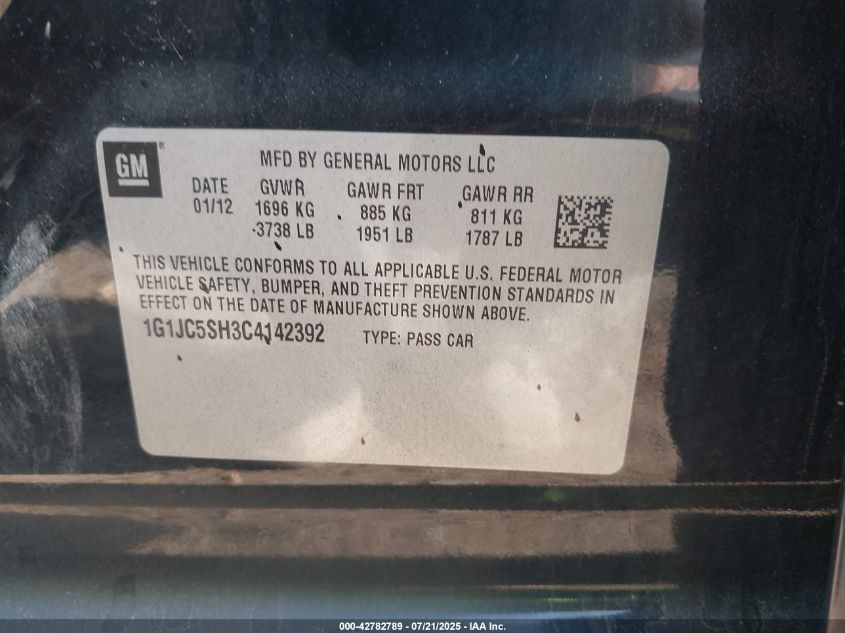 GM
MFD BY GENERAL MOTORS LLC
DATE GVWR GAWR FRT GAWR RR
01/12 1696 KG 885 KG 811 KG
3738 LB 1951 LB 1787 LB
THIS VEHICLE CONFORMS TO ALL APPLICABLE U.S. FEDERAL MOTOR
VEHICLE SAFETY, BUMPER, AND THEFT PREVENTION STANDARDS IN
EFFECT ON THE DATE OF MANUFACTURE SHOWN ABOVE.
1G1JC5SH3C4142392 TYPE: PASS CAR
000-42782789 - 07/21/2025 - IAA Inc.